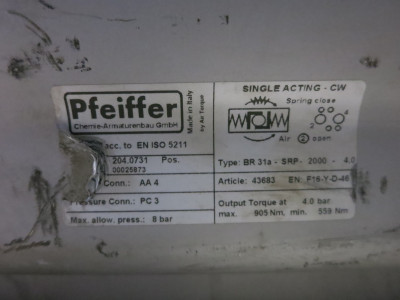 Pfeiffer
Chemie-Armaturenbau GmbH
Made in Italy
by Air Torque
SINGLE ACTING - CW
Spring close
2 4
Air 2 open
acc. to EN ISO 5211
204.0731 Pos.
00025873
Type: BR 31a - SRP - 2000 - 4.0
Conn.: AA 4
Article: 43683 EN: F16-Y-D-46
Pressure Conn.: PC 3
Output Torque at 4.0 bar
Max. allow. press.: 8 bar
max. 905 Nm, min. 559 Nm